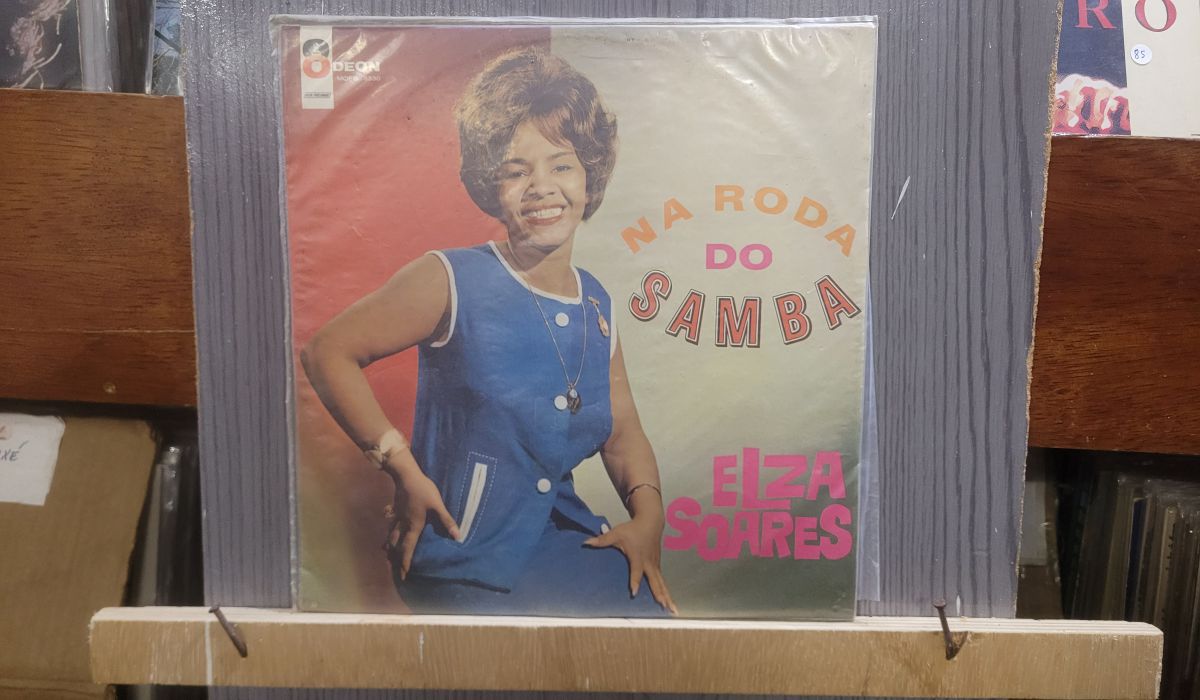 ODEON
NA RODA
DO
SAMBA
ELZA
SOARES
R O
85